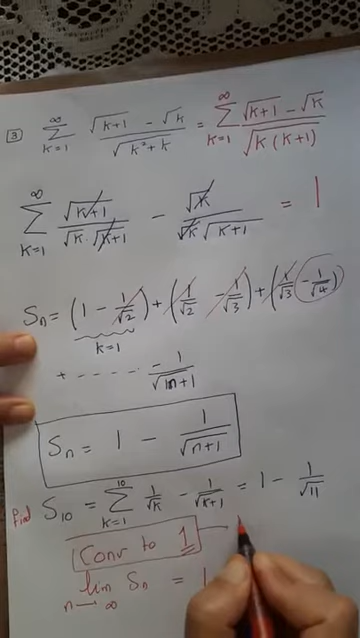 3 ∞ ∑ K=1 √K+1 - √K / √K²+K = ∞ ∑ K=1 √K+1 - √K / √K(K+1)
∞ ∑ K=1 √K+1 / √K·√K+1 - √K / √K √K+1 = 1
Sn = (1 - 1/√2) + (1/√2 - 1/√3) + (1/√3 - 1/√4)
K=1
+ ------ - 1/√n+1
Sn = 1 - 1/√n+1
Find S10 = 10 ∑ K=1 1/√K - 1/√K+1 = 1 - 1/√11
Conv to 1
lim n→∞ Sn = 1